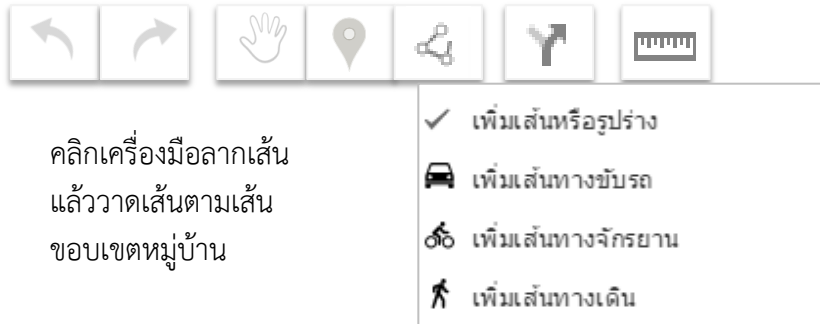 คลิกเครื่องมือลากเส้น
แล้ววาดเส้นตามเส้น
ขอบเขตหมู่บ้าน
เพิ่มเส้นหรือรูปร่าง
เพิ่มเส้นทางขับรถ
เพิ่มเส้นทางจักรยาน
เพิ่มเส้นทางเดิน